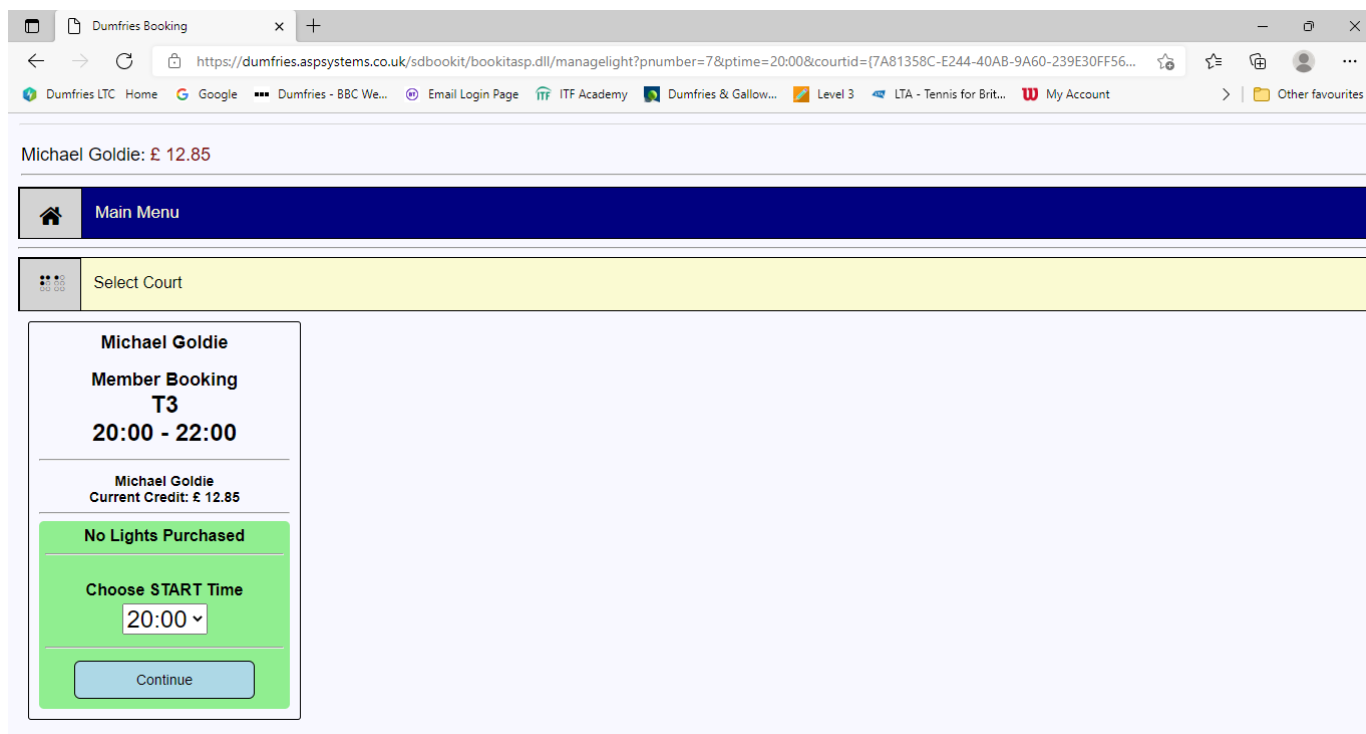 Dumfries Booking
https://dumfries.aspsystems.co.uk/sdbookit/bookitasp.dll/managelight?pnumber=7&ptime=20:00&courtid={7A81358C-E244-40AB-9A60-239E30FF56...
Dumfries LTC Home Google Dumfries - BBC We... Email Login Page ITF Academy Dumfries & Gallow... Level 3 LTA - Tennis for Brit... My Account Other favourites
Michael Goldie: £ 12.85
Main Menu
Select Court
Michael Goldie
Member Booking
T3
20:00 - 22:00
Michael Goldie
Current Credit: £ 12.85
No Lights Purchased
Choose START Time
20:00
Continue